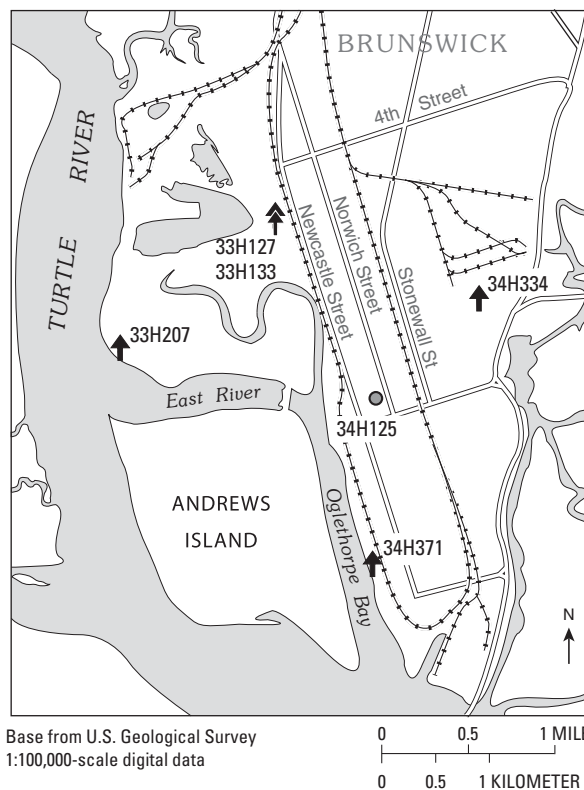 BRUNSWICK
4th Street
TURTLE RIVER
33H127
33H133
Newcastle Street
Norwich Street
Stonewall St
34H334
33H207
East River
34H125
ANDREWS
ISLAND
Oglethorpe Bay
34H371
N
Base from U.S. Geological Survey
1:100,000-scale digital data
0 0.5 1 MILE
0 0.5 1 KILOMETER